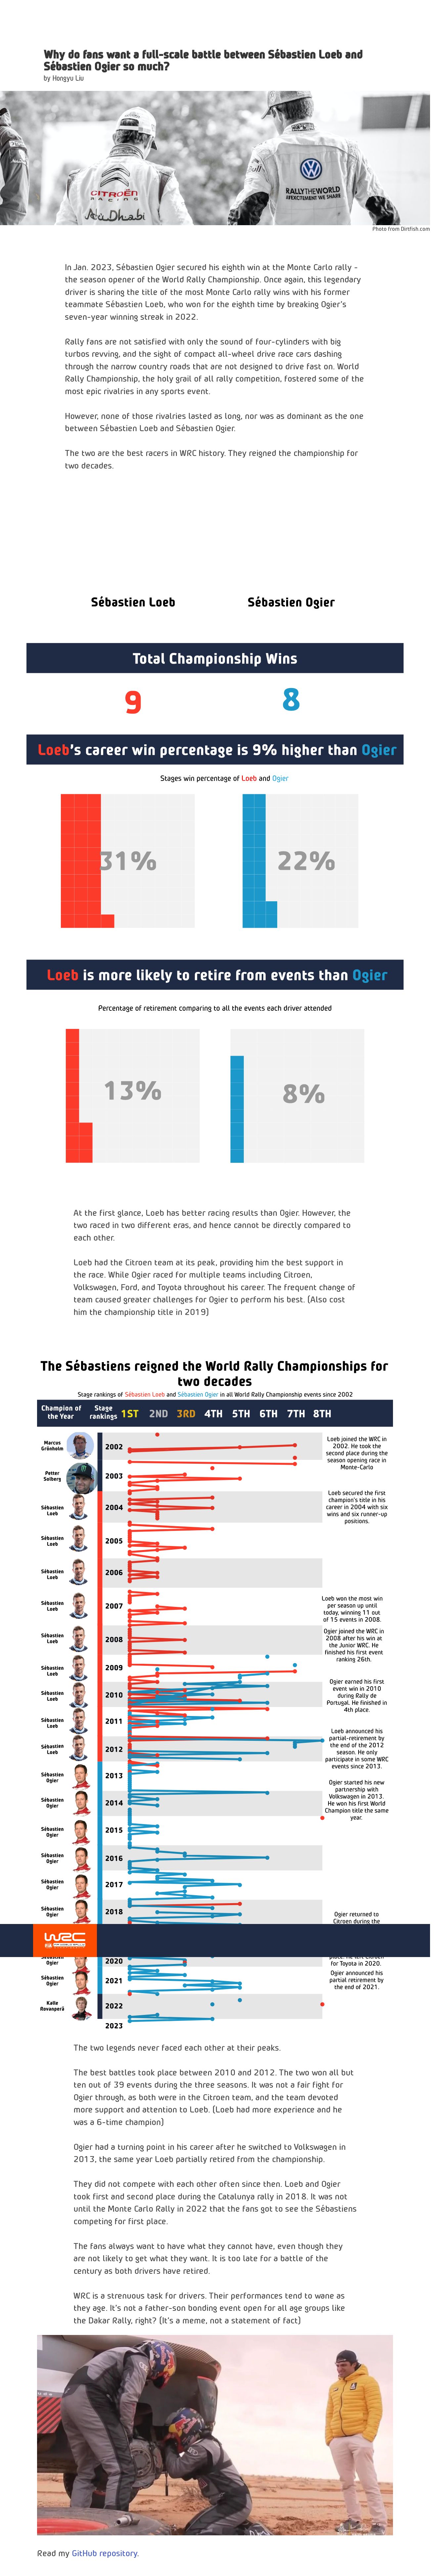 Why do fans want a full-scale battle between Sébastien Loeb and
Sébastien Ogier so much?
by Hongyu Liu
CITROËN
RACING
Abu Dhabi
RALLYTHEWORLD
#EXCITEMENT WE SHARE
Photo from Dirtfish.com
In Jan. 2023, Sébastien Ogier secured his eighth win at the Monte Carlo rally -
the season opener of the World Rally Championship. Once again, this legendary
driver is sharing the title of the most Monte Carlo rally wins with his former
teammate Sébastien Loeb, who won for the eighth time by breaking Ogier's
seven-year winning streak in 2022.
Rally fans are not satisfied with only the sound of four-cylinders with big
turbos revving, and the sight of compact all-wheel drive race cars dashing
through the narrow country roads that are not designed to drive fast on. World
Rally Championship, the holy grail of all rally competition, fostered some of the
most epic rivalries in any sports event.
However, none of those rivalries lasted as long, nor was as dominant as the one
between Sébastien Loeb and Sébastien Ogier.
The two are the best racers in WRC history. They reigned the championship for
two decades.
Sébastien Loeb Sébastien Ogier
Total Championship Wins
9 8
Loeb's career win percentage is 9% higher than Ogier
Stages win percentage of Loeb and Ogier
31% 22%
Loeb is more likely to retire from events than Ogier
Percentage of retirement comparing to all the events each driver attended
13% 8%
At the first glance, Loeb has better racing results than Ogier. However, the
two raced in two different eras, and hence cannot be directly compared to
each other.
Loeb had the Citroen team at its peak, providing him the best support in
the race. While Ogier raced for multiple teams including Citroen,
Volkswagen, Ford, and Toyota throughout his career. The frequent change of
team caused greater challenges for Ogier to perform his best. (Also cost
him the championship title in 2019)
The Sébastiens reigned the World Rally Championships for
two decades
Stage rankings of Sébastien Loeb and Sébastien Ogier in all World Rally Championship events since 2002
Champion of
the Year
Stage
rankings
1ST 2ND 3RD 4TH 5TH 6TH 7TH 8TH
Marcus
Grönholm
2002
Loeb joined the WRC in
2002. He took the
second place during the
season opening race in
Monte-Carlo
Petter
Solberg
2003
Sébastien
Loeb
2004
Loeb secured the first
champion's title in his
career in 2004 with six
wins and six runner-up
positions.
Sébastien
Loeb
2005
Sébastien
Loeb
2006
Sébastien
Loeb
2007
Loeb won the most win
per season up until
today, winning 11 out
of 15 events in 2008.
Sébastien
Loeb
2008
Ogier joined the WRC in
2008 after his win at
the Junior WRC. He
finished his first event
ranking 26th.
Sébastien
Loeb
2009
Sébastien
Loeb
2010
Ogier earned his first
event win in 2010
during Rally de
Portugal. He finished in
4th place.
Sébastien
Loeb
2011
Sébastien
Loeb
2012
Loeb announced his
partial-retirement by
the end of the 2012
season. He only
participate in some WRC
events since 2013.
Sébastien
Ogier
2013
Ogier started his new
partnership with
Volkswagen in 2013.
He won his first World
Champion title the same
year.
Sébastien
Ogier
2014
Sébastien
Ogier
2015
Sébastien
Ogier
2016
Sébastien
Ogier
2017
Sébastien
Ogier
2018
Ogier returned to
Citroen during the
WRC
place. He left Citroen
for Toyota in 2020.
Sébastien
Ogier
2020
Sébastien
Ogier
2021
Ogier announced his
partial retirement by
the end of 2021.
Kalle
Rovanperä
2022
2023
The two legends never faced each other at their peaks.
The best battles took place between 2010 and 2012. The two won all but
ten out of 39 events during the three seasons. It was not a fair fight for
Ogier through, as both were in the Citroen team, and the team devoted
more support and attention to Loeb. (Loeb had more experience and he
was a 6-time champion)
Ogier had a turning point in his career after he switched to Volkswagen in
2013, the same year Loeb partially retired from the championship.
They did not compete with each other often since then. Loeb and Ogier
took first and second place during the Catalunya rally in 2018. It was not
until the Monte Carlo Rally in 2022 that the fans got to see the Sébastiens
competing for first place.
The fans always want to have what they cannot have, even though they
are not likely to get what they want. It is too late for a battle of the
century as both drivers have retired.
WRC is a strenuous task for drivers. Their performances tend to wane as
they age. It's not a father-son bonding event open for all age groups like
the Dakar Rally, right? (It's a meme, not a statement of fact)
Read my GitHub repository.